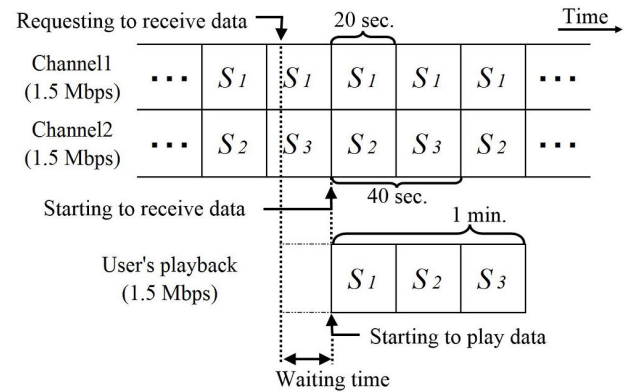 Requesting to receive data
20 sec.
Time
Channel1
(1.5 Mbps)
... S1 S1 S1 S1 S1 ...
Channel2
(1.5 Mbps)
... S2 S3 S2 S3 S2 ...
Starting to receive data
40 sec.
1 min.
User's playback
(1.5 Mbps)
S1 S2 S3
Starting to play data
Waiting time